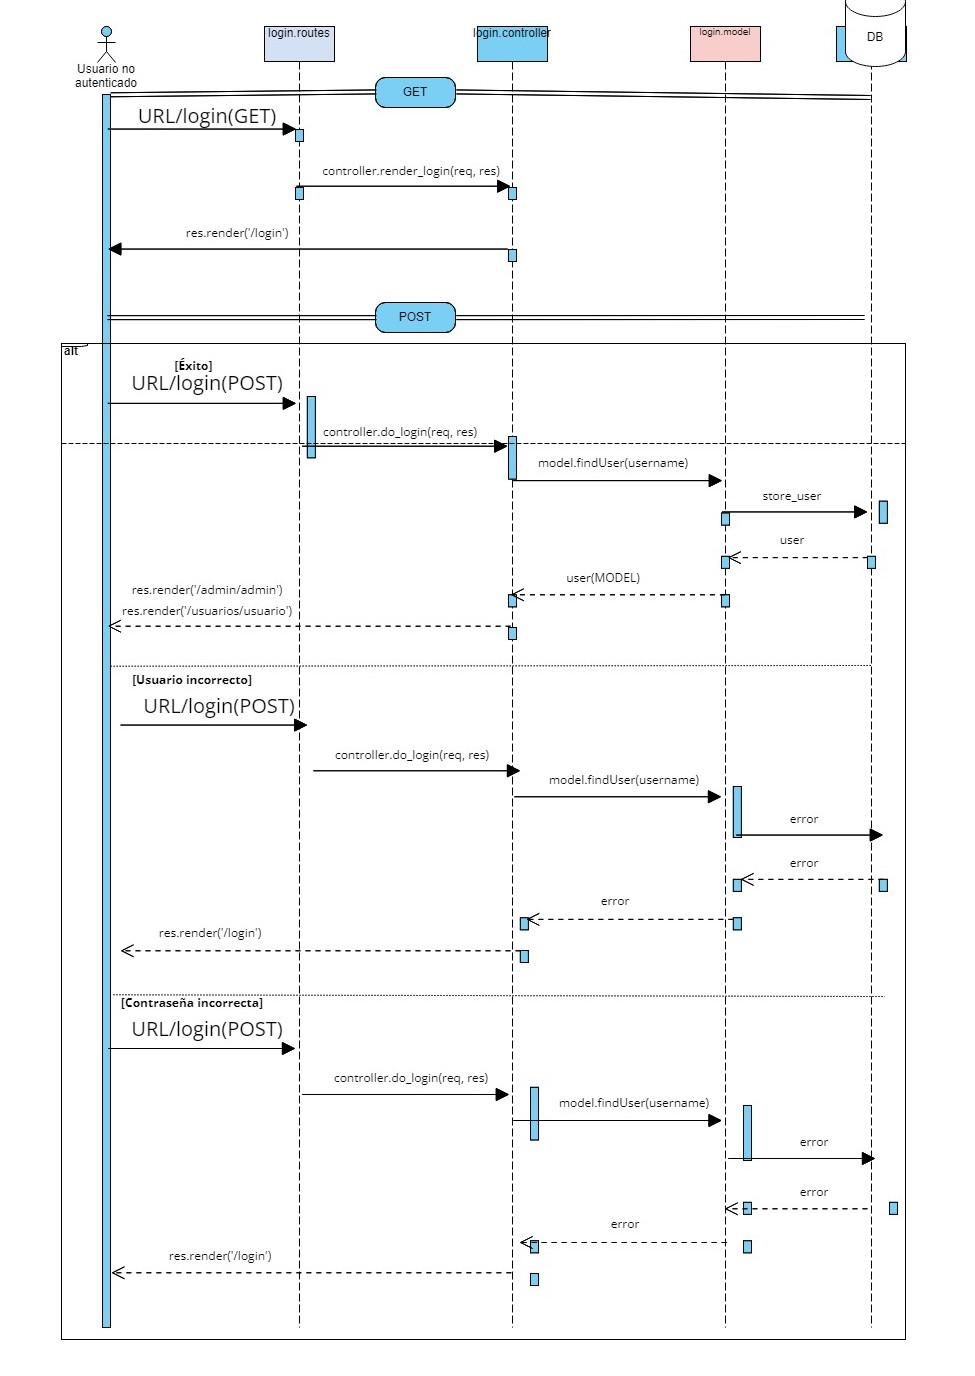 login.routes
login.controller
login.model
DB
Usuario no
autenticado
GET
URL/login(GET)
controller.render_login(req, res)
res.render('/login')
POST
alt
[Éxito]
URL/login(POST)
controller.do_login(req, res)
model.findUser(username)
store_user
user
user(MODEL)
res.render('/admin/admin')
res.render('/usuarios/usuario')
[Usuario incorrecto]
URL/login(POST)
controller.do_login(req, res)
model.findUser(username)
error
error
error
res.render('/login')
[Contraseña incorrecta]
URL/login(POST)
controller.do_login(req, res)
model.findUser(username)
error
error
error
res.render('/login')